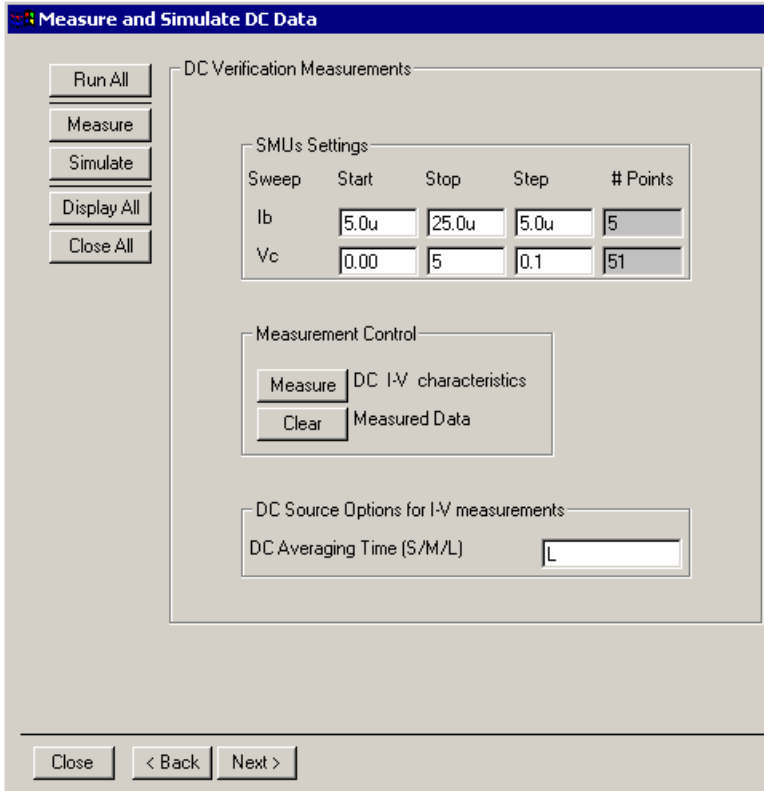 Measure and Simulate DC Data
Run All
Measure
Simulate
Display All
Close All
DC Verification Measurements
SMUs Settings
Sweep Start Stop Step # Points
Ib 5.0u 25.0u 5.0u 5
Vc 0.00 5 0.1 51
Measurement Control
Measure DC I-V characteristics
Clear Measured Data
DC Source Options for I-V measurements
DC Averaging Time (S/M/L) L
Close < Back Next >